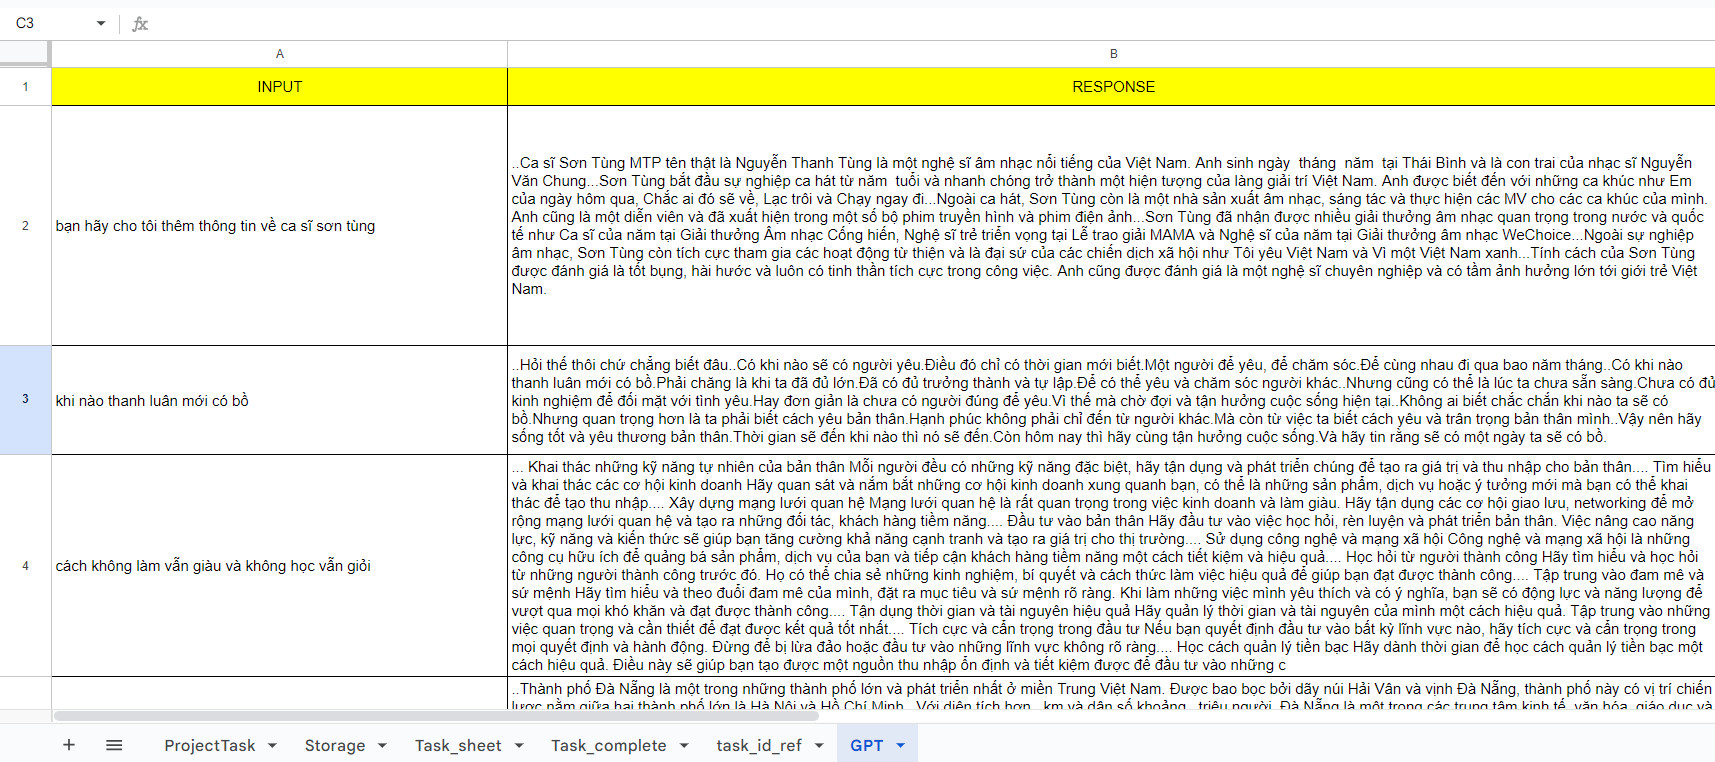 C3
fx
A B
1 INPUT RESPONSE
2 bạn hãy cho tôi thêm thông tin về ca sĩ sơn tùng
..Ca sĩ Sơn Tùng MTP tên thật là Nguyễn Thanh Tùng là một nghệ sĩ âm nhạc nổi tiếng của Việt Nam. Anh sinh ngày  tháng  năm  tại Thái Bình và là con trai của nhạc sĩ Nguyễn
Văn Chung...Sơn Tùng bắt đầu sự nghiệp ca hát từ năm  tuổi và nhanh chóng trở thành một hiện tượng của làng giải trí Việt Nam. Anh được biết đến với những ca khúc như Em
của ngày hôm qua, Chắc ai đó sẽ về, Lạc trôi và Chạy ngay đi...Ngoài ca hát, Sơn Tùng còn là một nhà sản xuất âm nhạc, sáng tác và thực hiện các MV cho các ca khúc của mình.
Anh cũng là một diễn viên và đã xuất hiện trong một số bộ phim truyền hình và phim điện ảnh...Sơn Tùng đã nhận được nhiều giải thưởng âm nhạc quan trọng trong nước và quốc
tế như Ca sĩ của năm tại Giải thưởng Âm nhạc Cống hiến, Nghệ sĩ trẻ triển vọng tại Lễ trao giải MAMA và Nghệ sĩ của năm tại Giải thưởng âm nhạc WeChoice...Ngoài sự nghiệp
âm nhạc, Sơn Tùng còn tích cực tham gia các hoạt động từ thiện và là đại sứ của các chiến dịch xã hội như Tôi yêu Việt Nam và Vì một Việt Nam xanh...Tính cách của Sơn Tùng
được đánh giá là tốt bụng, hài hước và luôn có tinh thần tích cực trong công việc. Anh cũng được đánh giá là một nghệ sĩ chuyên nghiệp và có tầm ảnh hưởng lớn tới giới trẻ Việt
Nam.
3 khi nào thanh luân mới có bồ
..Hỏi thế thôi chứ chẳng biết đâu..Có khi nào sẽ có người yêu.Điều đó chỉ có thời gian mới biết.Một người để yêu, để chăm sóc.Để cùng nhau đi qua bao năm tháng..Có khi nào
thanh luân mới có bồ.Phải chăng là khi ta đã đủ lớn.Đã có đủ trưởng thành và tự lập.Để có thể yêu và chăm sóc người khác..Nhưng cũng có thể là lúc ta chưa sẵn sàng.Chưa có đủ
kinh nghiệm để đối mặt với tình yêu.Hay đơn giản là chưa có người đúng để yêu.Vì thế mà chờ đợi và tận hưởng cuộc sống hiện tại..Không ai biết chắc chắn khi nào ta sẽ có
bồ.Nhưng quan trọng hơn là ta phải biết cách yêu bản thân.Hạnh phúc không phải chỉ đến từ người khác.Mà còn từ việc ta biết cách yêu và trân trọng bản thân mình..Vậy nên hãy
sống tốt và yêu thương bản thân.Thời gian sẽ đến khi nào thì nó sẽ đến.Còn hôm nay thì hãy cùng tận hưởng cuộc sống.Và hãy tin rằng sẽ có một ngày ta sẽ có bồ.
4 cách không làm vẫn giàu và không học vẫn giỏi
... Khai thác những kỹ năng tự nhiên của bản thân Mỗi người đều có những kỹ năng đặc biệt, hãy tận dụng và phát triển chúng để tạo ra giá trị và thu nhập cho bản thân.... Tìm hiểu
và khai thác các cơ hội kinh doanh Hãy quan sát và nắm bắt những cơ hội kinh doanh xung quanh bạn, có thể là những sản phẩm, dịch vụ hoặc ý tưởng mới mà bạn có thể khai
thác để tạo thu nhập.... Xây dựng mạng lưới quan hệ Mạng lưới quan hệ là rất quan trọng trong việc kinh doanh và làm giàu. Hãy tận dụng các cơ hội giao lưu, networking để mở
rộng mạng lưới quan hệ và tạo ra những đối tác, khách hàng tiềm năng.... Đầu tư vào bản thân Hãy đầu tư vào việc học hỏi, rèn luyện và phát triển bản thân. Việc nâng cao năng
lực, kỹ năng và kiến thức sẽ giúp bạn tăng cường khả năng cạnh tranh và tạo ra giá trị cho thị trường.... Sử dụng công nghệ và mạng xã hội Công nghệ và mạng xã hội là những
công cụ hữu ích để quảng bá sản phẩm, dịch vụ của bạn và tiếp cận khách hàng tiềm năng một cách tiết kiệm và hiệu quả.... Học hỏi từ người thành công Hãy tìm hiểu và học hỏi
từ những người thành công trước đó. Họ có thể chia sẻ những kinh nghiệm, bí quyết và cách thức làm việc hiệu quả để giúp bạn đạt được thành công.... Tập trung vào đam mê và
sứ mệnh Hãy tìm hiểu và theo đuổi đam mê của mình, đặt ra mục tiêu và sứ mệnh rõ ràng. Khi làm những việc mình yêu thích và có ý nghĩa, bạn sẽ có động lực và năng lượng để
vượt qua mọi khó khăn và đạt được thành công.... Tận dụng thời gian và tài nguyên hiệu quả Hãy quản lý thời gian và tài nguyên của mình một cách hiệu quả. Tập trung vào những
việc quan trọng và cần thiết để đạt được kết quả tốt nhất.... Tích cực và cẩn trọng trong đầu tư Nếu bạn quyết định đầu tư vào bất kỳ lĩnh vực nào, hãy tích cực và cẩn trọng trong
mọi quyết định và hành động. Đừng để bị lừa đảo hoặc đầu tư vào những lĩnh vực không rõ ràng.... Học cách quản lý tiền bạc Hãy dành thời gian để học cách quản lý tiền bạc một
cách hiệu quả. Điều này sẽ giúp bạn tạo được một nguồn thu nhập ổn định và tiết kiệm được để đầu tư vào những c
..Thành phố Đà Nẵng là một trong những thành phố lớn và phát triển nhất ở miền Trung Việt Nam. Được bao bọc bởi dãy núi Hải Vân và vịnh Đà Nẵng, thành phố này có vị trí chiến
lược nằm giữa hai thành phố lớn là Hà Nội và Hồ Chí Minh...Với diện tích hơn   km và dân số khoảng   triệu người, Đà Nẵng là một trong các trung tâm kinh tế, văn hóa, giáo dục và
ProjectTask Storage Task_sheet Task_complete task_id_ref GPT